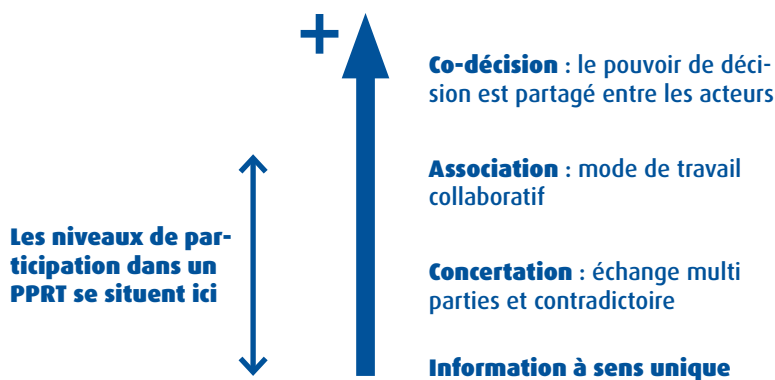 +
Co-décision : le pouvoir de déci-
sion est partagé entre les acteurs
Association : mode de travail
collaboratif
Les niveaux de par-
ticipation dans un
PPRT se situent ici
Concertation : échange multi
parties et contradictoire
Information à sens unique